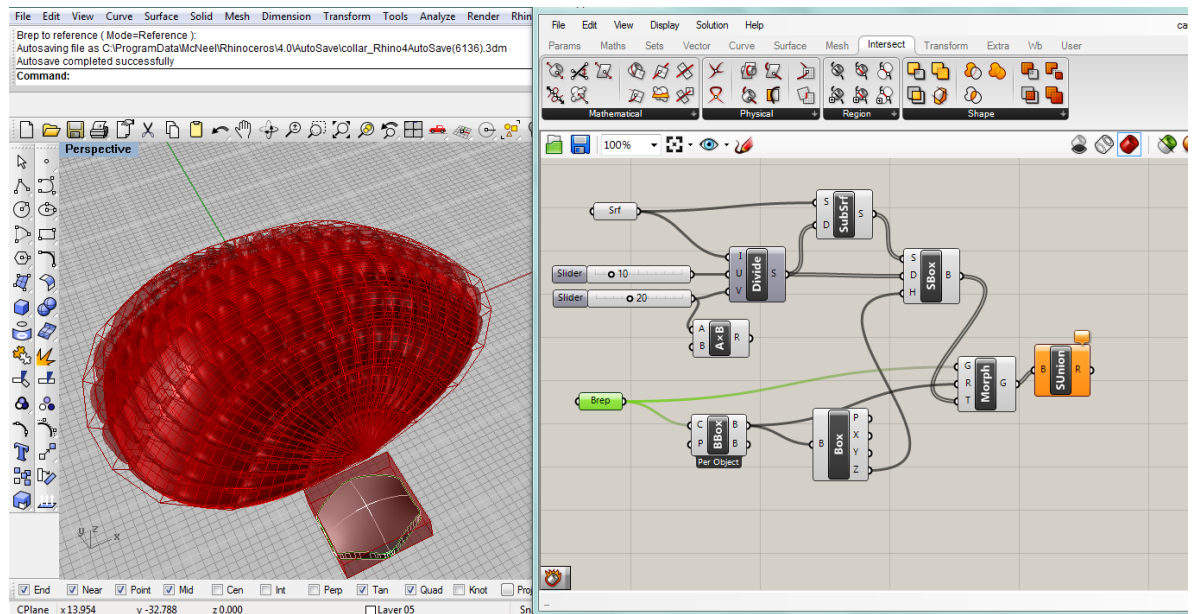 File Edit View Curve Surface Solid Mesh Dimension Transform Tools Analyze Render Rhin
Brep to reference ( Mode=Reference ):
Autosaving file as C:\ProgramData\McNeel\Rhinoceros\4.0\AutoSave\collar_Rhino4AutoSave(6136).3dm
Autosave completed successfully
Command:
Perspective
y z x
End Near Point Mid Cen Int Perp Tan Quad Knot Proj
CPlane x 13.954 y -32.788 z 0.000 Layer 05 Sn
File Edit View Display Solution Help ca
Params Maths Sets Vector Curve Surface Mesh Intersect Transform Extra Wb User
Mathematical Physical Region Shape
100%
Srf
S D SubSrf S
Slider 10
Slider 20
I U V Divide S
S D H SBox B
A B A×B R
Brep
C P BBox B B
Per Object
B Box P X Y Z
G R T Morph G
B SUnion R